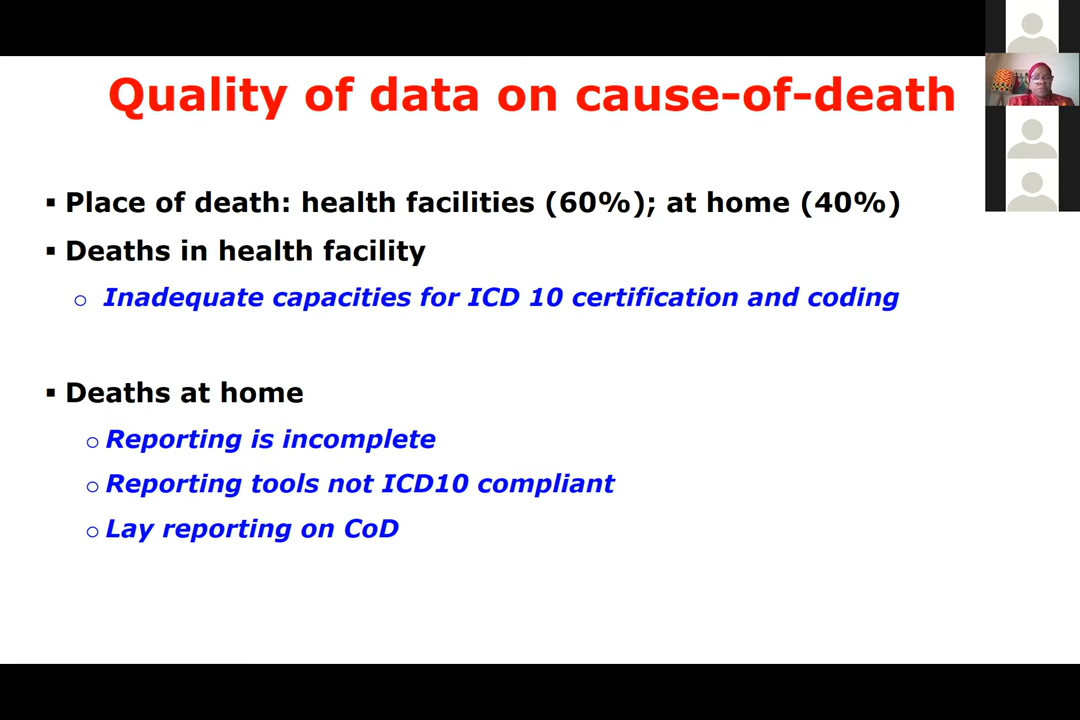 Quality of data on cause-of-death
▪ Place of death: health facilities (60%); at home (40%)
▪ Deaths in health facility
o Inadequate capacities for ICD 10 certification and coding
▪ Deaths at home
o Reporting is incomplete
o Reporting tools not ICD10 compliant
o Lay reporting on CoD